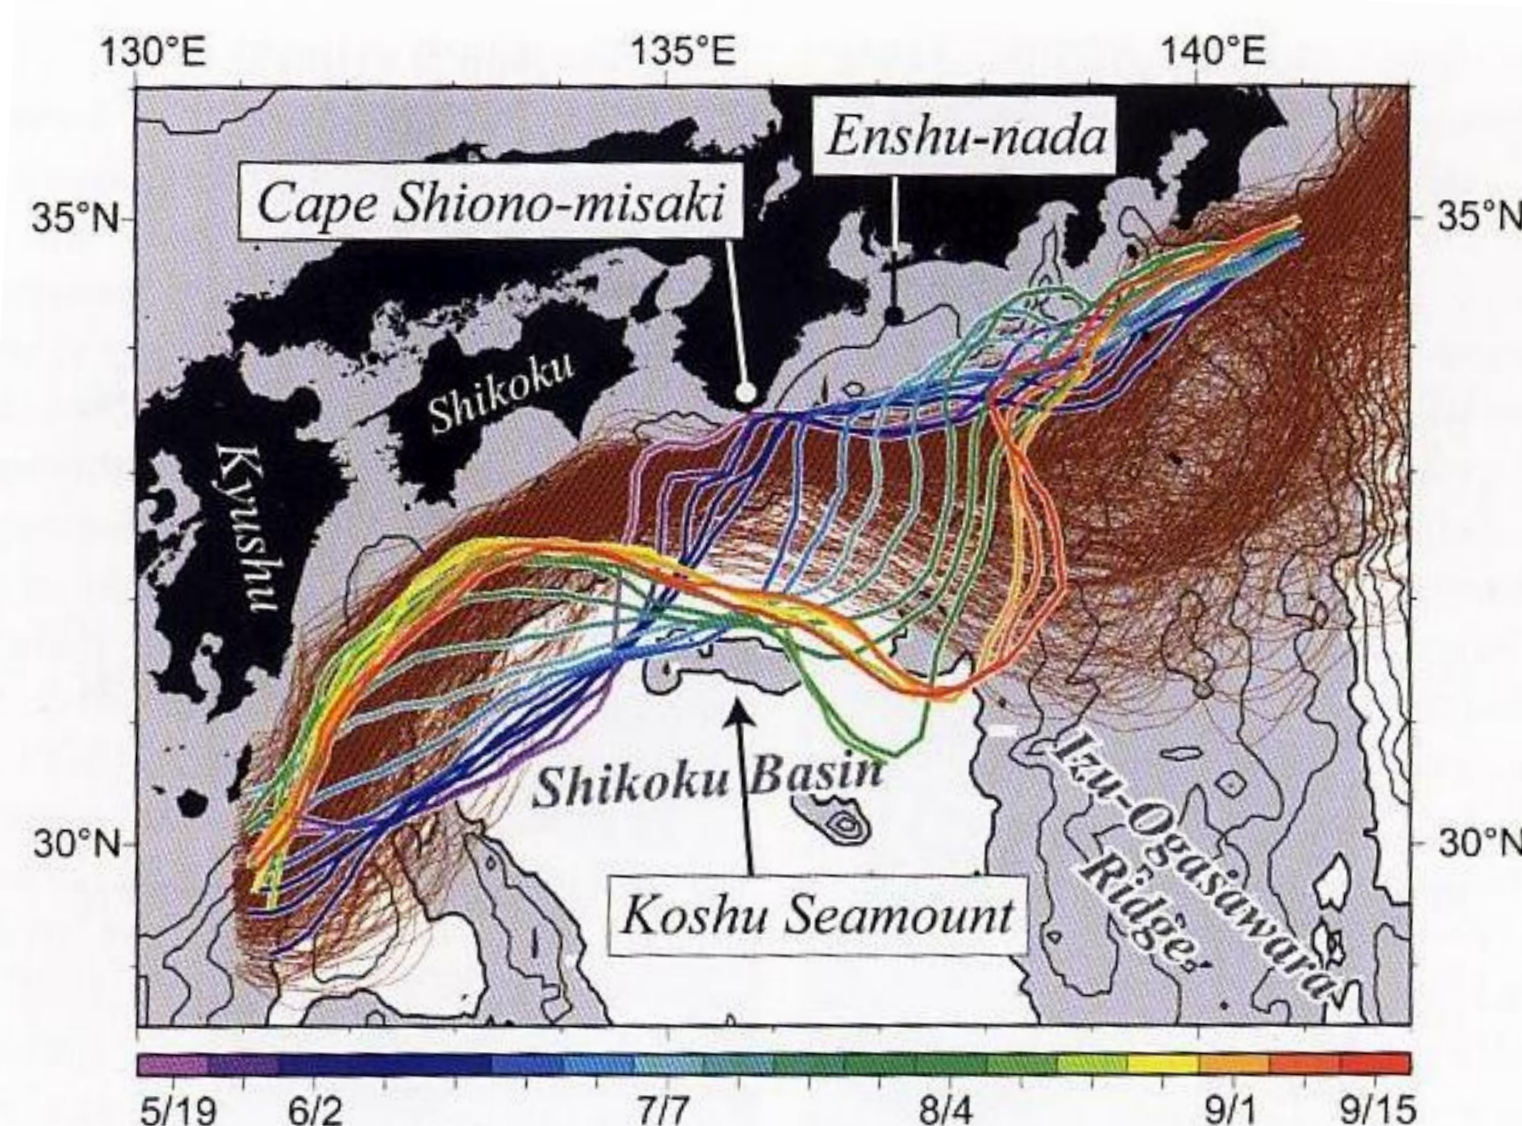 130°E 135°E 140°E
Enshu-nada
Cape Shiono-misaki
35°N 35°N
Shikoku
Kyushu
Izu-Ogasawara
Ridge
Shikoku Basin
30°N 30°N
Koshu Seamount
5/19 6/2 7/7 8/4 9/1 9/15